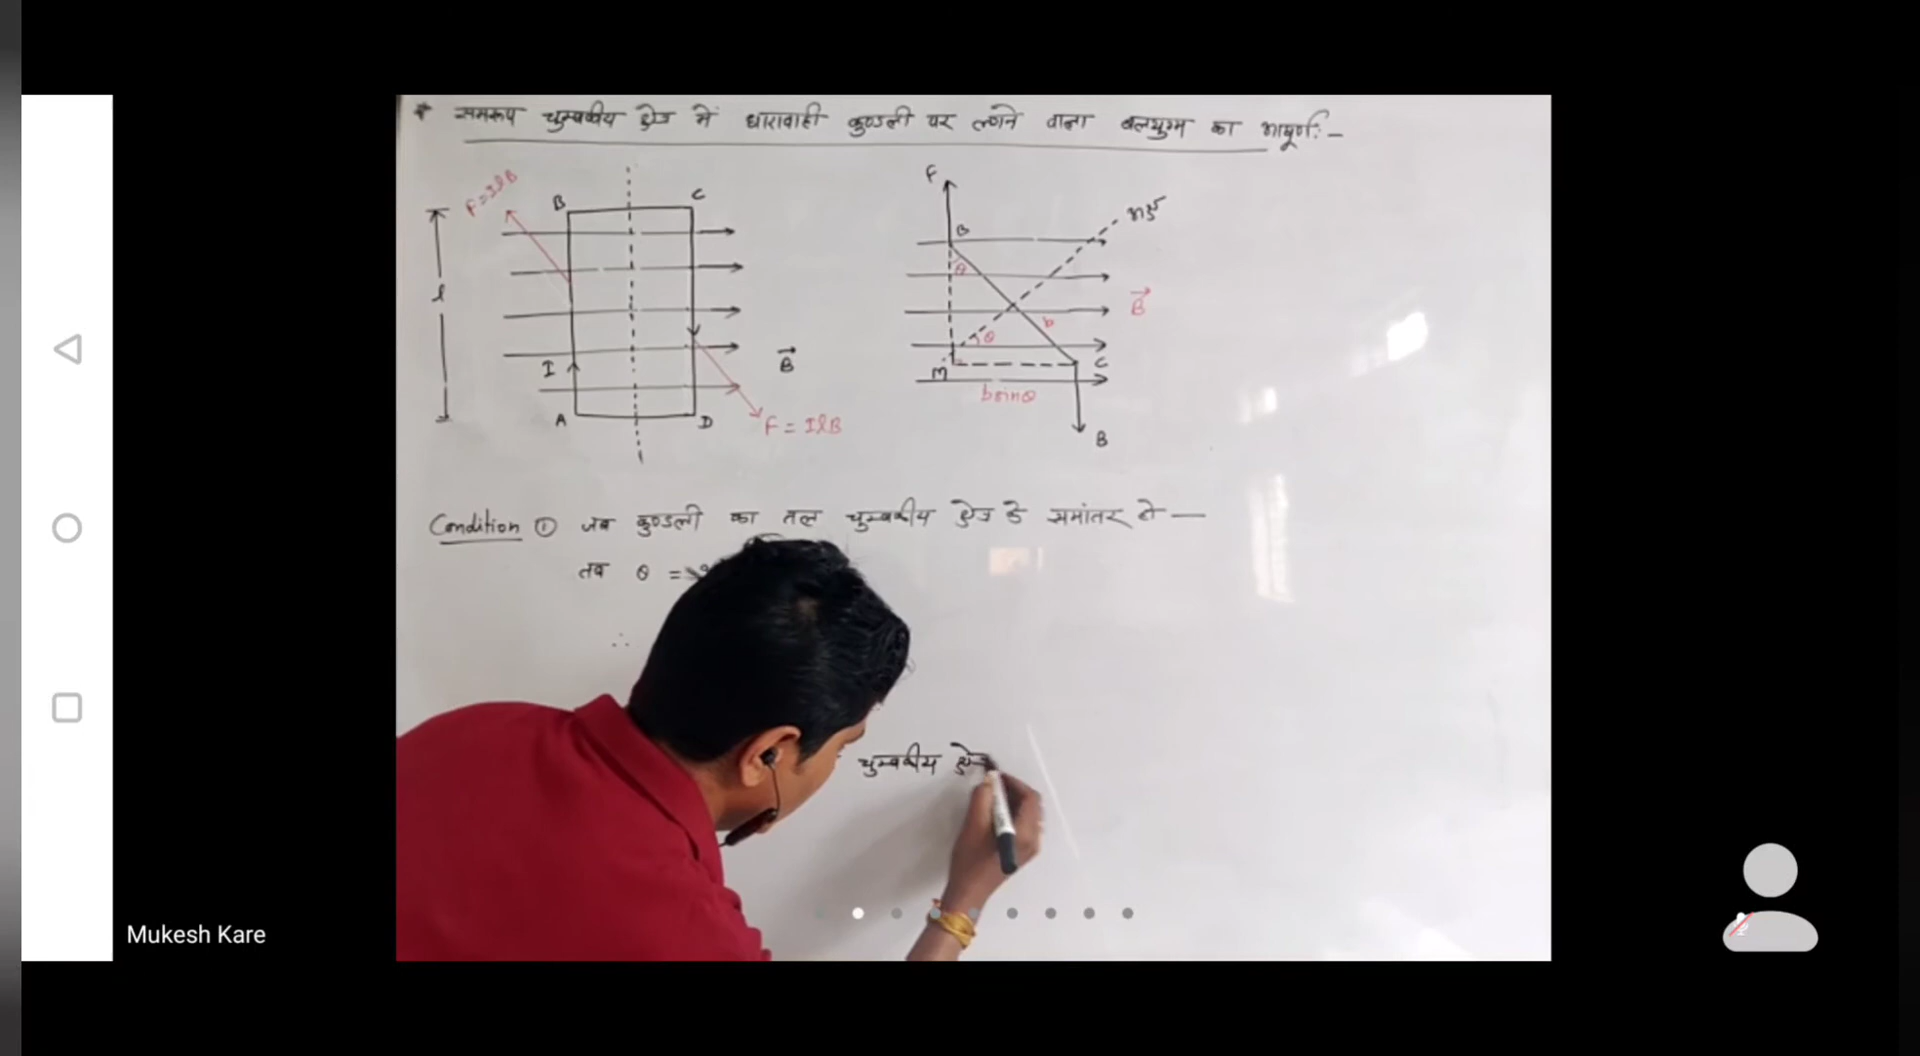 * समरूप चुम्बकीय क्षेत्र में धारावाही कुण्डली पर लगने वाला बलयुग्म का आघूर्ण :-
F = IlB
B
C
l
I
A
D
B⃗
F = IlB
F
B
θ
अक्ष
b
B⃗
θ
M
C
b sinθ
B
Condition ① जब कुण्डली का तल चुम्बकीय क्षेत्र के समांतर हो —
तब θ =
∴
चुम्बकीय क्षेत्र
Mukesh Kare